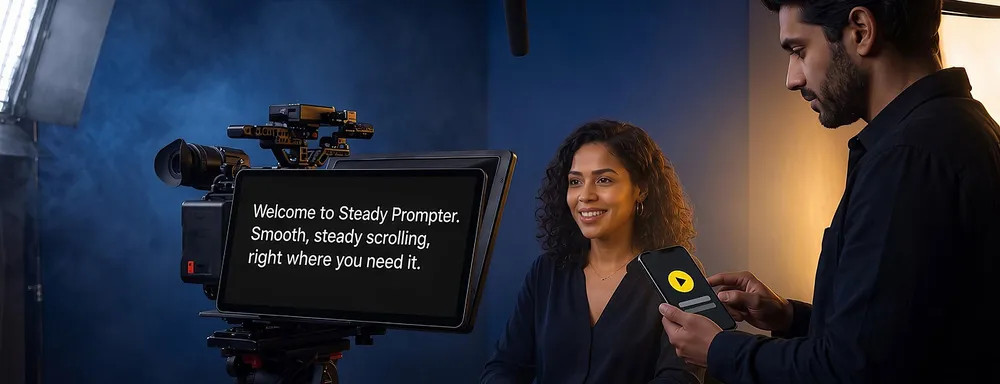 Welcome to Steady Prompter.
Smooth, steady scrolling,
right where you need it.